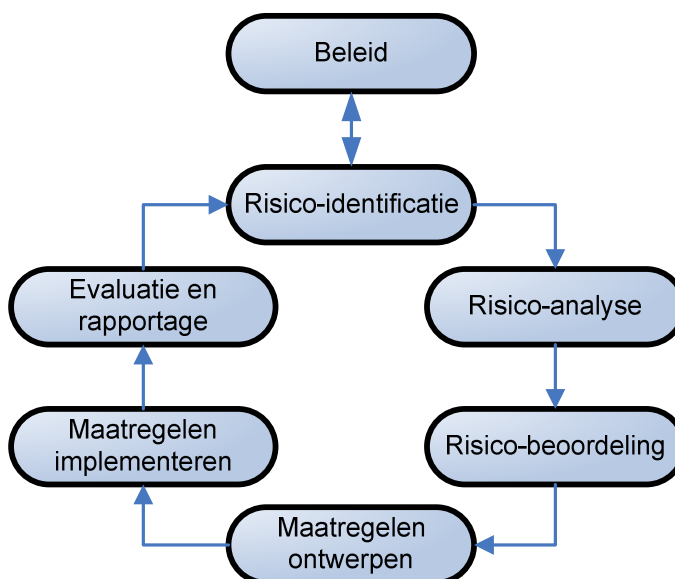 Beleid
Risico-identificatie
Evaluatie en
rapportage
Risico-analyse
Maatregelen
implementeren
Risico-beoordeling
Maatregelen
ontwerpen